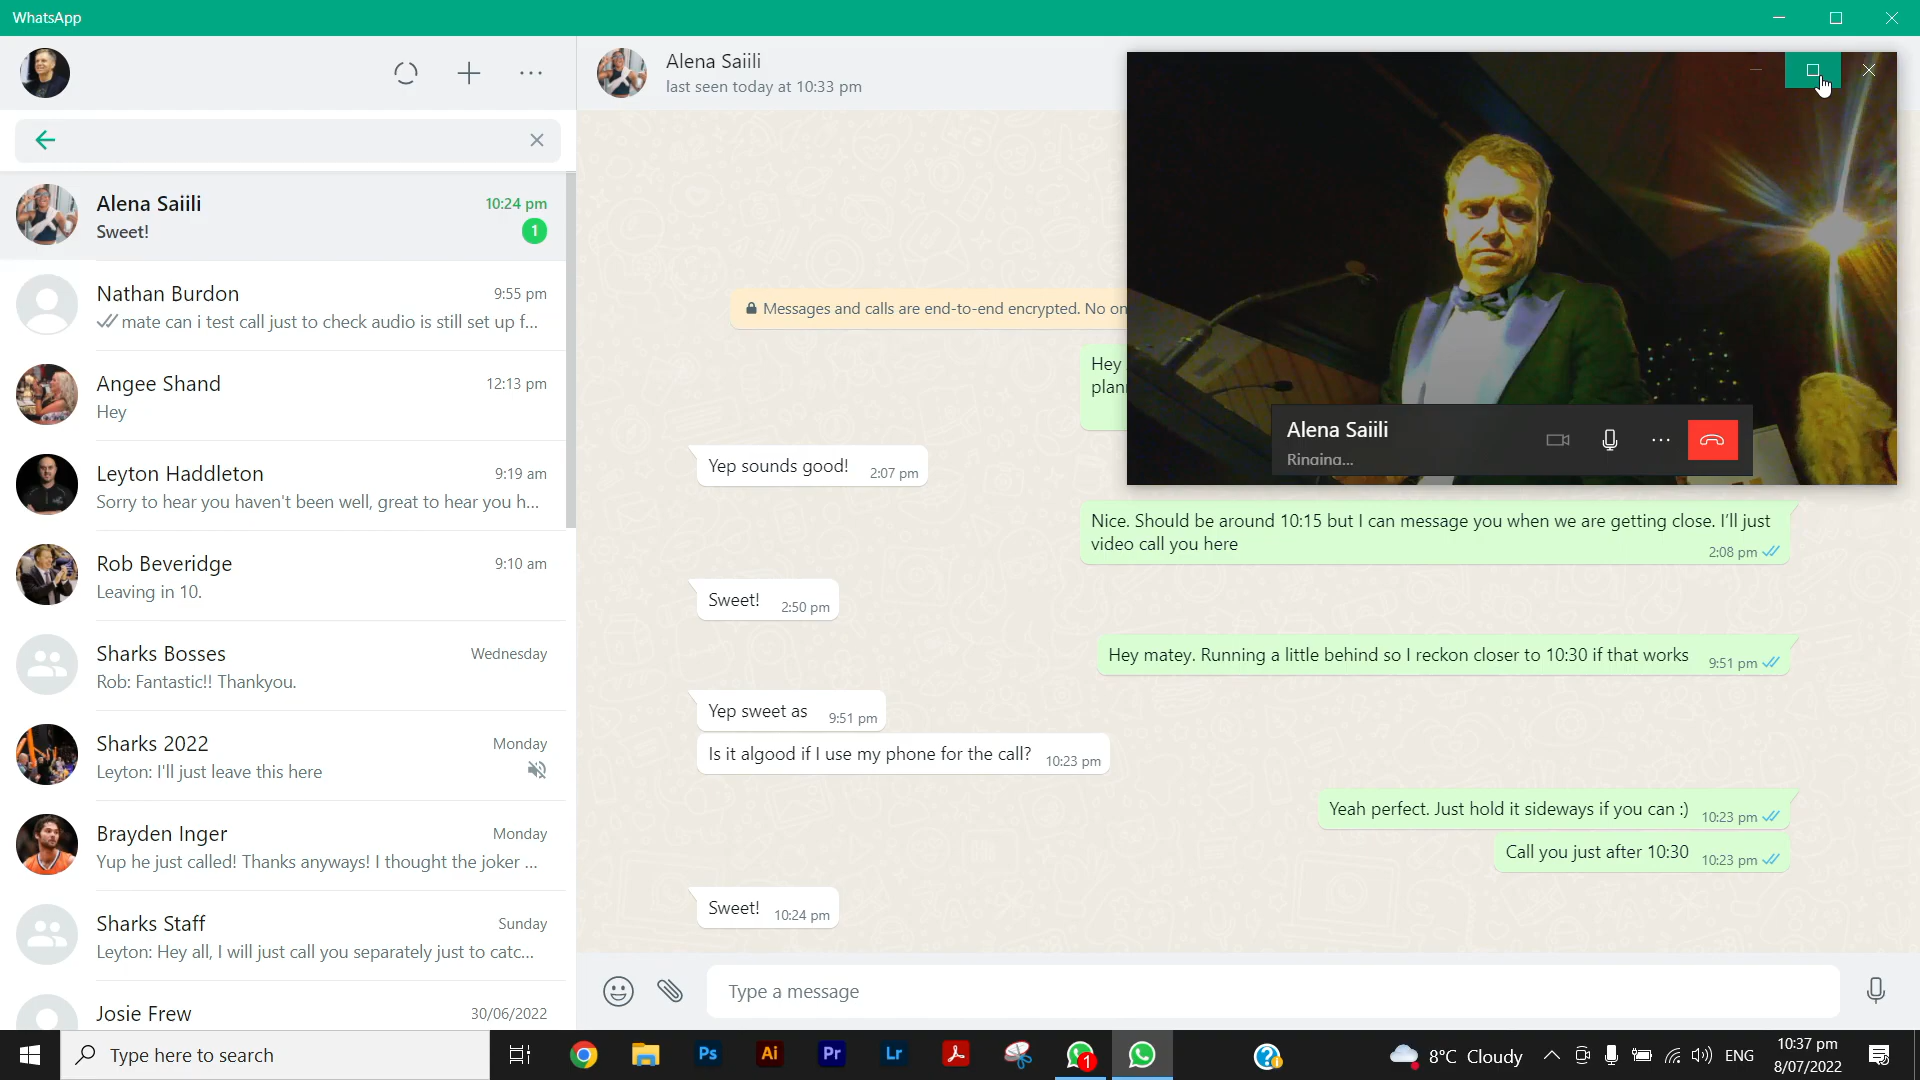 WhatsApp
Alena Saiili
10:24 pm
Sweet!
1
Nathan Burdon
9:55 pm
mate can i test call just to check audio is still set up f...
Angee Shand
12:13 pm
Hey
Leyton Haddleton
9:19 am
Sorry to hear you haven't been well, great to hear you h...
Rob Beveridge
9:10 am
Leaving in 10.
Sharks Bosses
Wednesday
Rob: Fantastic!! Thankyou.
Sharks 2022
Monday
Leyton: I'll just leave this here
Brayden Inger
Monday
Yup he just called! Thanks anyways! I thought the joker ...
Sharks Staff
Sunday
Leyton: Hey all, I will just call you separately just to catc...
Josie Frew
30/06/2022
Alena Saiili
last seen today at 10:33 pm
Messages and calls are end-to-end encrypted. No on
Hey
plan
Alena Saiili
Ringing...
Yep sounds good! 2:07 pm
Nice. Should be around 10:15 but I can message you when we are getting close. I'll just
video call you here 2:08 pm
Sweet! 2:50 pm
Hey matey. Running a little behind so I reckon closer to 10:30 if that works 9:51 pm
Yep sweet as 9:51 pm
Is it algood if I use my phone for the call? 10:23 pm
Yeah perfect. Just hold it sideways if you can :) 10:23 pm
Call you just after 10:30 10:23 pm
Sweet! 10:24 pm
Type a message
Type here to search
Ps
Ai
Pr
Lr
1
8°C Cloudy
ENG
10:37 pm
8/07/2022